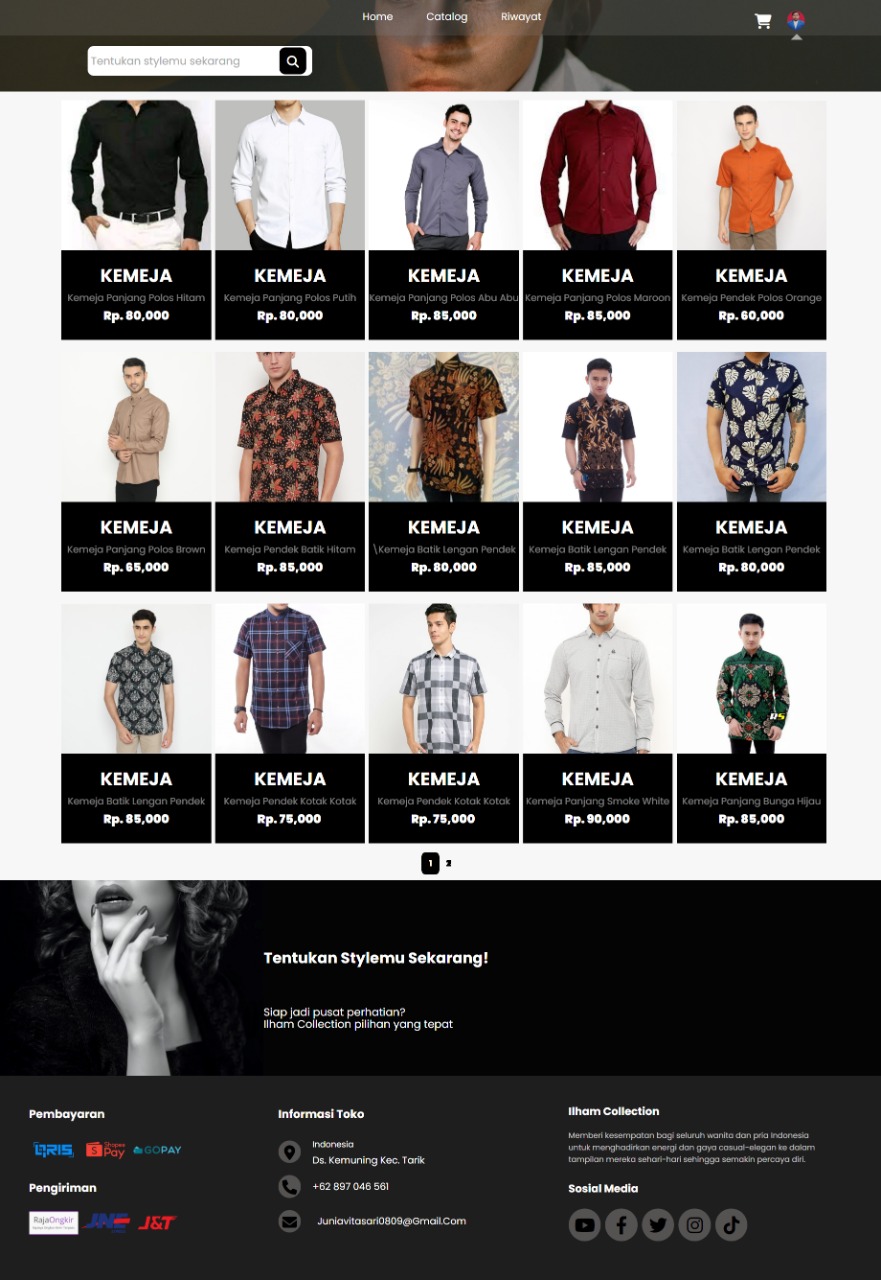 Home Catalog Riwayat
Tentukan stylemu sekarang
KEMEJA
Kemeja Panjang Polos Hitam
Rp. 80,000
KEMEJA
Kemeja Panjang Polos Putih
Rp. 80,000
KEMEJA
Kemeja Panjang Polos Abu Abu
Rp. 85,000
KEMEJA
Kemeja Panjang Polos Maroon
Rp. 85,000
KEMEJA
Kemeja Pendek Polos Orange
Rp. 60,000
KEMEJA
Kemeja Panjang Polos Brown
Rp. 65,000
KEMEJA
Kemeja Pendek Batik Hitam
Rp. 85,000
KEMEJA
\Kemeja Batik Lengan Pendek
Rp. 80,000
KEMEJA
Kemeja Batik Lengan Pendek
Rp. 85,000
KEMEJA
Kemeja Batik Lengan Pendek
Rp. 80,000
KEMEJA
Kemeja Batik Lengan Pendek
Rp. 85,000
KEMEJA
Kemeja Pendek Kotak Kotak
Rp. 75,000
KEMEJA
Kemeja Pendek Kotak Kotak
Rp. 75,000
KEMEJA
Kemeja Panjang Smoke White
Rp. 90,000
RS
KEMEJA
Kemeja Panjang Bunga Hijau
Rp. 85,000
1 2
Tentukan Stylemu Sekarang!
Siap jadi pusat perhatian?
Ilham Collection pilihan yang tepat
Pembayaran
QRIS Shopee Pay GOPAY
Pengiriman
RajaOngkir JNE J&T
Informasi Toko
Indonesia
Ds. Kemuning Kec. Tarik
+62 897 046 561
Juniavitasari0809@Gmail.Com
Ilham Collection
Memberi kesempatan bagi seluruh wanita dan pria Indonesia
untuk menghadirkan energi dan gaya casual-elegan ke dalam
tampilan mereka sehari-hari sehingga semakin percaya diri.
Sosial Media